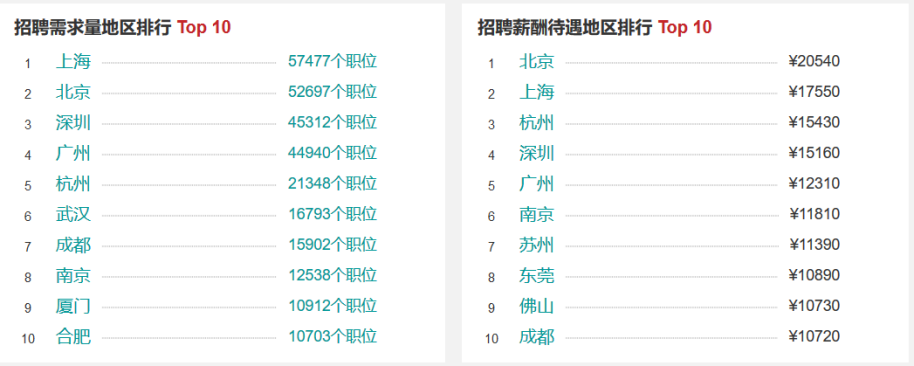 招聘需求量地区排行 Top 10
1 上海 57477个职位
2 北京 52697个职位
3 深圳 45312个职位
4 广州 44940个职位
5 杭州 21348个职位
6 武汉 16793个职位
7 成都 15902个职位
8 南京 12538个职位
9 厦门 10912个职位
10 合肥 10703个职位
招聘薪酬待遇地区排行 Top 10
1 北京 ¥20540
2 上海 ¥17550
3 杭州 ¥15430
4 深圳 ¥15160
5 广州 ¥12310
6 南京 ¥11810
7 苏州 ¥11390
8 东莞 ¥10890
9 佛山 ¥10730
10 成都 ¥10720